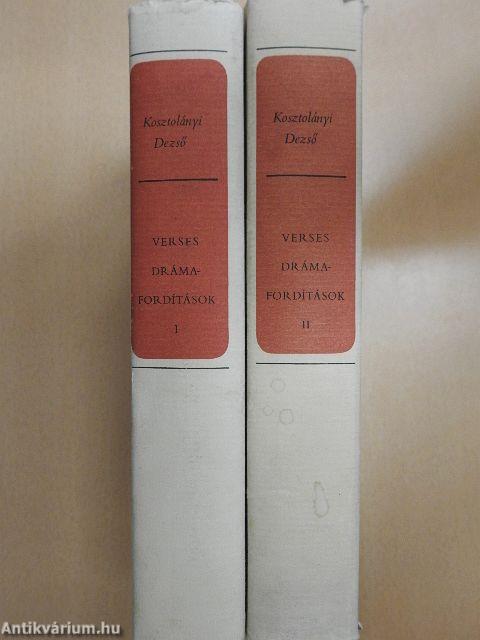 Kosztolányi
Dezső
VERSES
DRÁMA-
FORDÍTÁSOK
I
Kosztolányi
Dezső
VERSES
DRÁMA-
FORDÍTÁSOK
II
Antikvárium.hu